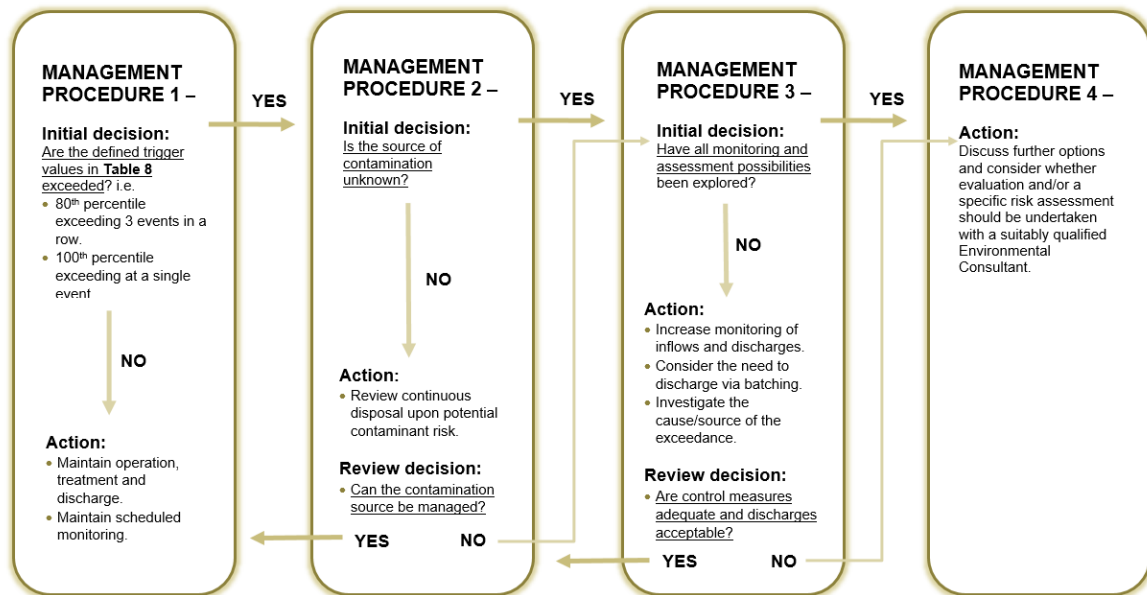 MANAGEMENT
PROCEDURE 1 –
Initial decision:
Are the defined trigger
values in Table 8
exceeded? i.e.
• 80th percentile
exceeding 3 events in a
row.
• 100th percentile
exceeding at a single
event
NO
Action:
• Maintain operation,
treatment and
discharge.
• Maintain scheduled
monitoring.
YES
MANAGEMENT
PROCEDURE 2 –
Initial decision:
Is the source of
contamination
unknown?
NO
Action:
• Review continuous
disposal upon potential
contaminant risk.
Review decision:
• Can the contamination
source be managed?
YES NO
YES
MANAGEMENT
PROCEDURE 3 –
Initial decision:
Have all monitoring and
assessment possibilities
been explored?
NO
Action:
• Increase monitoring of
inflows and discharges.
• Consider the need to
discharge via batching.
• Investigate the
cause/source of the
exceedance.
Review decision:
• Are control measures
adequate and discharges
acceptable?
YES NO
YES
MANAGEMENT
PROCEDURE 4 –
Action:
Discuss further options
and consider whether
evaluation and/or a
specific risk assessment
should be undertaken
with a suitably qualified
Environmental
Consultant.